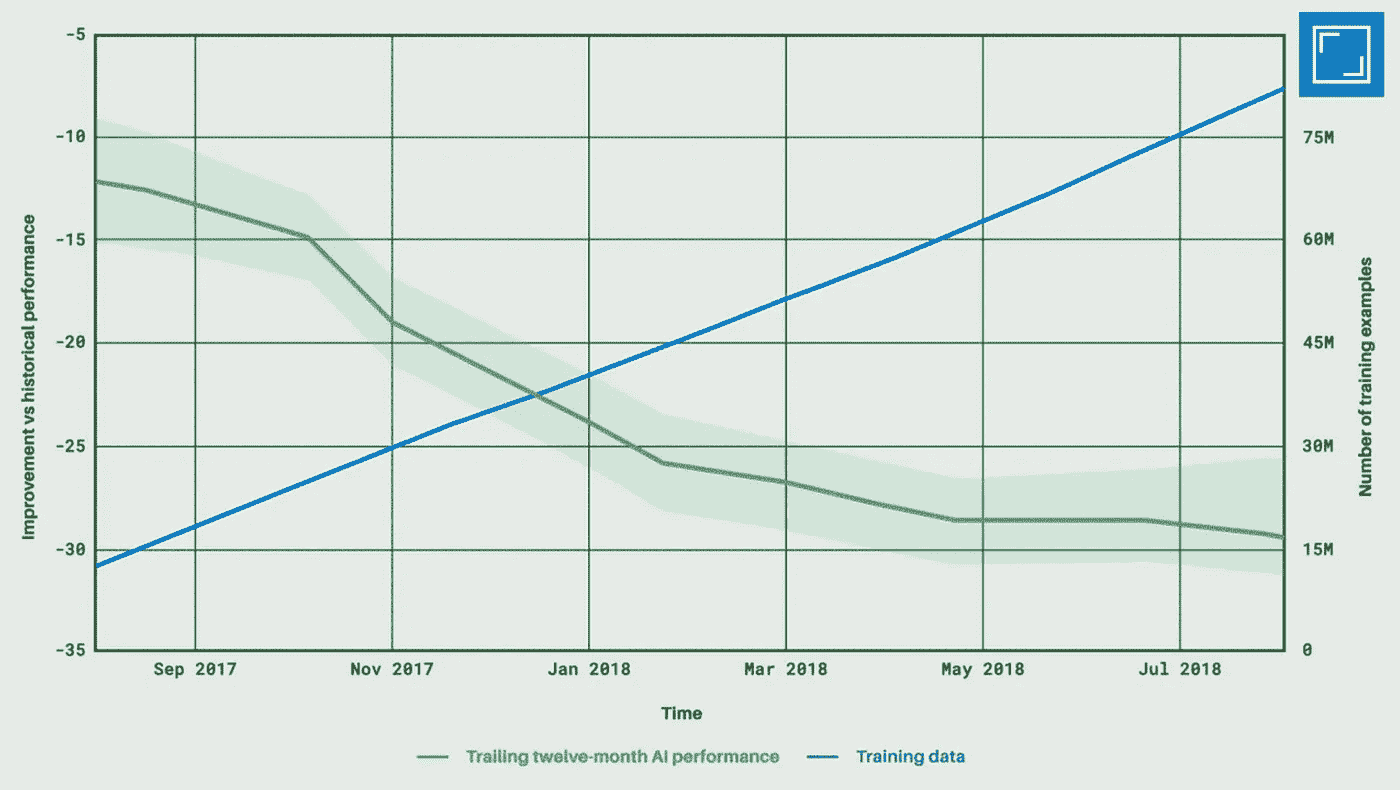 -5
-10
-15
-20
-25
-30
-35
Improvement vs historical performance
75M
60M
45M
30M
15M
0
Number of training examples
Sep 2017 Nov 2017 Jan 2018 Mar 2018 May 2018 Jul 2018
Time
Trailing twelve-month AI performance Training data